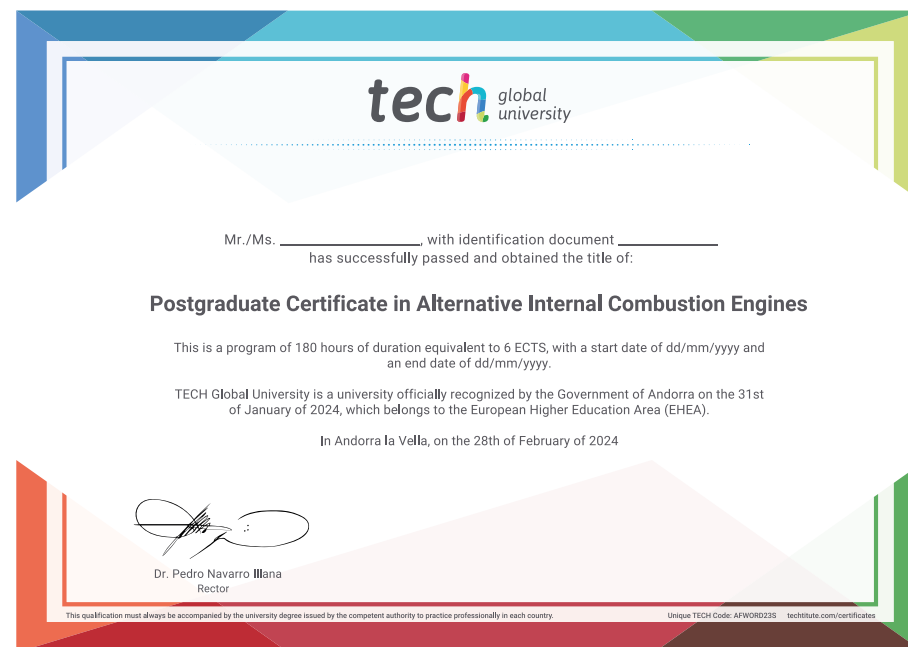 tech global university
Mr./Ms. ____________________, with identification document ______________
has successfully passed and obtained the title of:
Postgraduate Certificate in Alternative Internal Combustion Engines
This is a program of 180 hours of duration equivalent to 6 ECTS, with a start date of dd/mm/yyyy and
an end date of dd/mm/yyyy.
TECH Global University is a university officially recognized by the Government of Andorra on the 31st
of January of 2024, which belongs to the European Higher Education Area (EHEA).
In Andorra la Vella, on the 28th of February of 2024
Dr. Pedro Navarro Illana
Rector
This qualification must always be accompanied by the university degree issued by the competent authority to practice professionally in each country.
Unique TECH Code: AFWORD23S techtitute.com/certificates